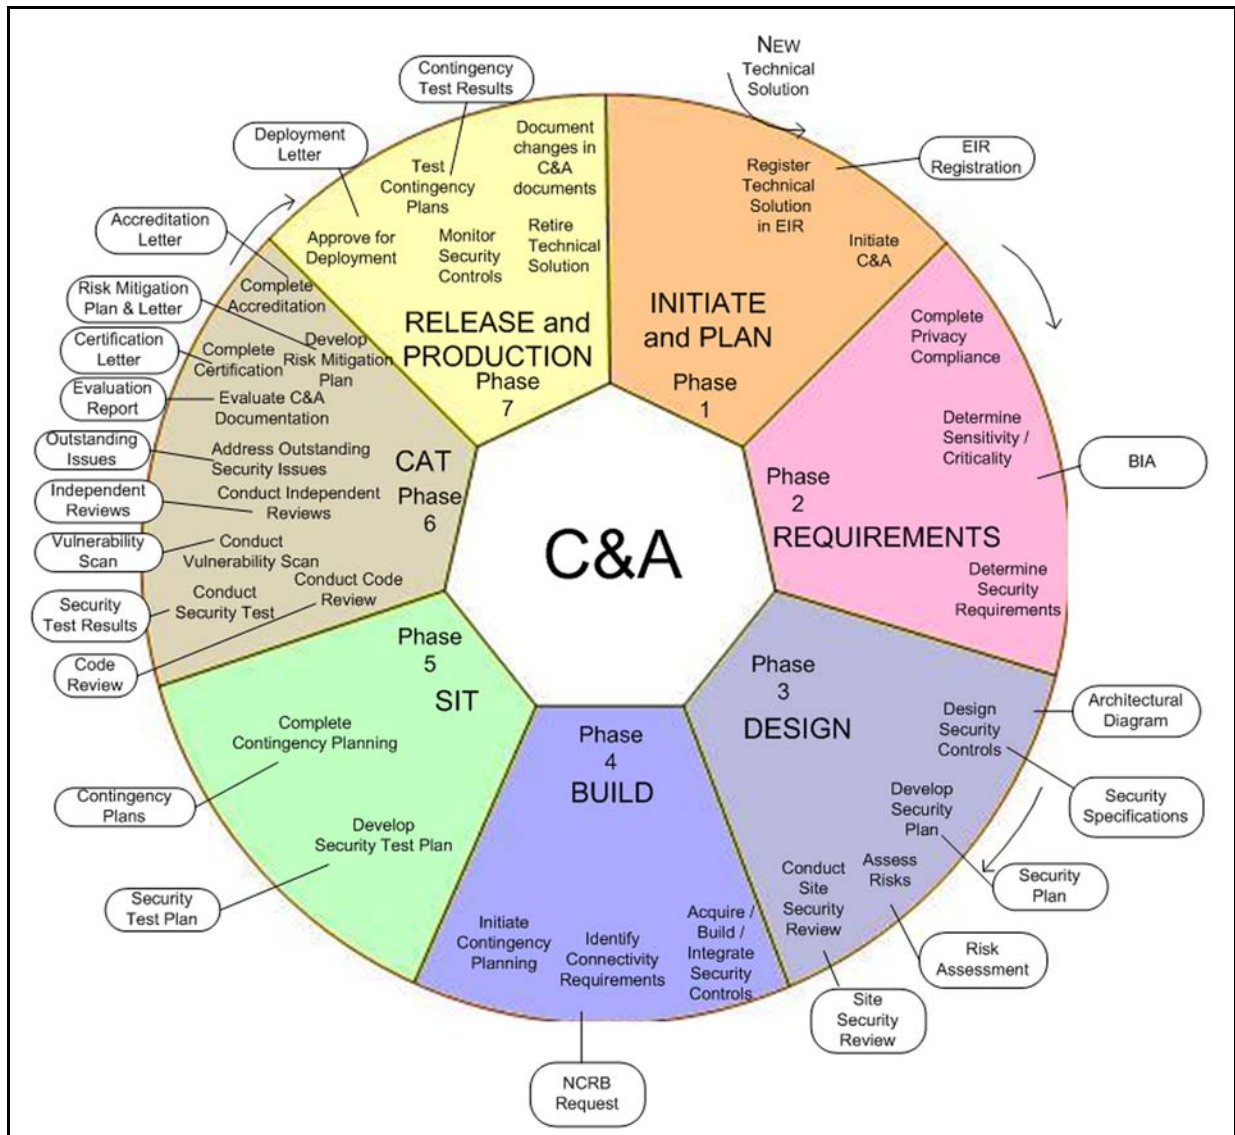 NEW
Technical
Solution
EIR
Registration
Register
Technical
Solution
in EIR
Initiate
C&A
INITIATE
and PLAN
Phase
1
Complete
Privacy
Compliance
Determine
Sensitivity /
Criticality
BIA
Phase
2
REQUIREMENTS
Determine
Security
Requirements
Phase
3
DESIGN
Design
Security
Controls
Architectural
Diagram
Security
Specifications
Develop
Security
Plan
Security
Plan
Assess
Risks
Risk
Assessment
Conduct
Site
Security
Review
Site
Security
Review
Phase
4
BUILD
Acquire /
Build /
Integrate
Security
Controls
Identify
Connectivity
Requirements
NCRB
Request
Initiate
Contingency
Planning
Phase
5
SIT
Complete
Contingency Planning
Contingency
Plans
Develop
Security Test Plan
Security
Test Plan
CAT
Phase
6
Conduct Code
Review
Code
Review
Conduct
Security Test
Security
Test Results
Conduct
Vulnerability Scan
Vulnerability
Scan
Conduct Independent
Reviews
Independent
Reviews
Address Outstanding
Security Issues
Outstanding
Issues
Evaluate C&A
Documentation
Evaluation
Report
Complete
Certification
Certification
Letter
Develop
Risk Mitigation
Plan
Risk Mitigation
Plan & Letter
Complete
Accreditation
Accreditation
Letter
RELEASE and
PRODUCTION
Phase
7
Approve for
Deployment
Deployment
Letter
Test
Contingency
Plans
Contingency
Test Results
Monitor
Security
Controls
Document
changes in
C&A
documents
Retire
Technical
Solution
C&A